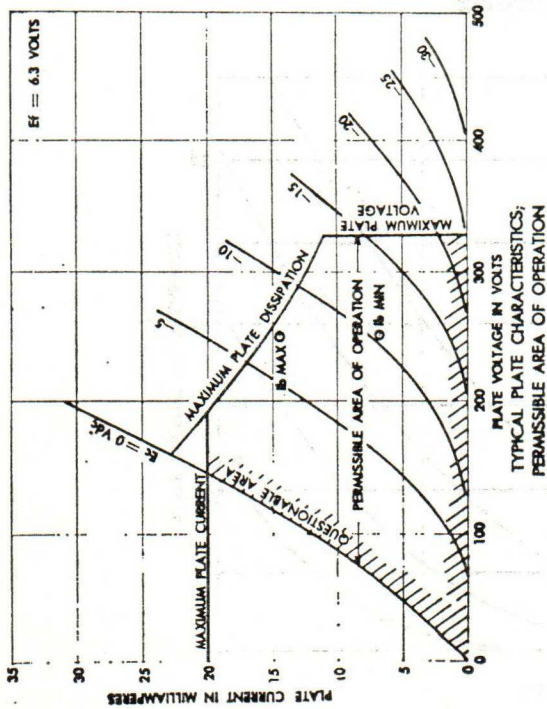 Ef = 6.3 VOLTS
35
30
25
20
15
10
5
0
PLATE CURRENT IN MILLIAMPERES
Ec = 0 Vdc
-5
-10
-15
-20
-25
-30
MAXIMUM PLATE DISSIPATION
MAXIMUM PLATE CURRENT
QUESTIONABLE AREA
Ib MAX
PERMISSIBLE AREA OF OPERATION
Ib MIN
MAXIMUM PLATE
VOLTAGE
0
100
200
300
400
500
PLATE VOLTAGE IN VOLTS
TYPICAL PLATE CHARACTERISTICS;
PERMISSIBLE AREA OF OPERATION